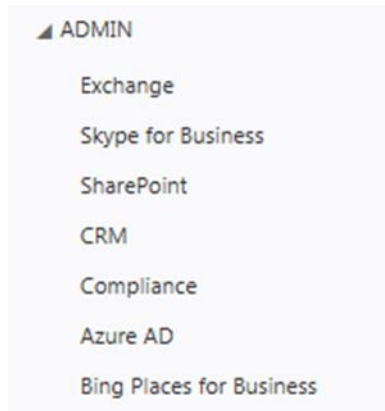 ADMIN
Exchange
Skype for Business
SharePoint
CRM
Compliance
Azure AD
Bing Places for Business